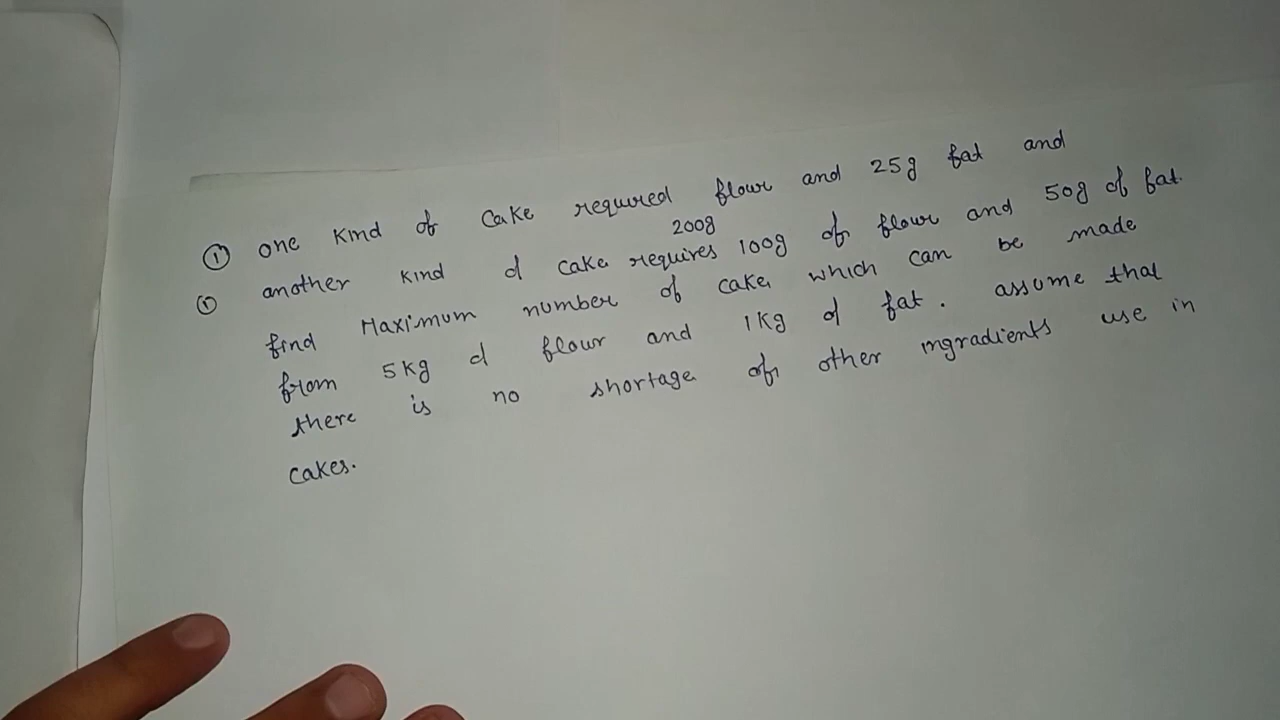 ① one kind of cake required flour and 25g fat and
200g
① another kind of cake requires 100g of flour and 50g of fat.
find Maximum number of cake, which can be made
from 5kg of flour and 1kg of fat. assume that
there is no shortage of other ingradients use in
cakes.